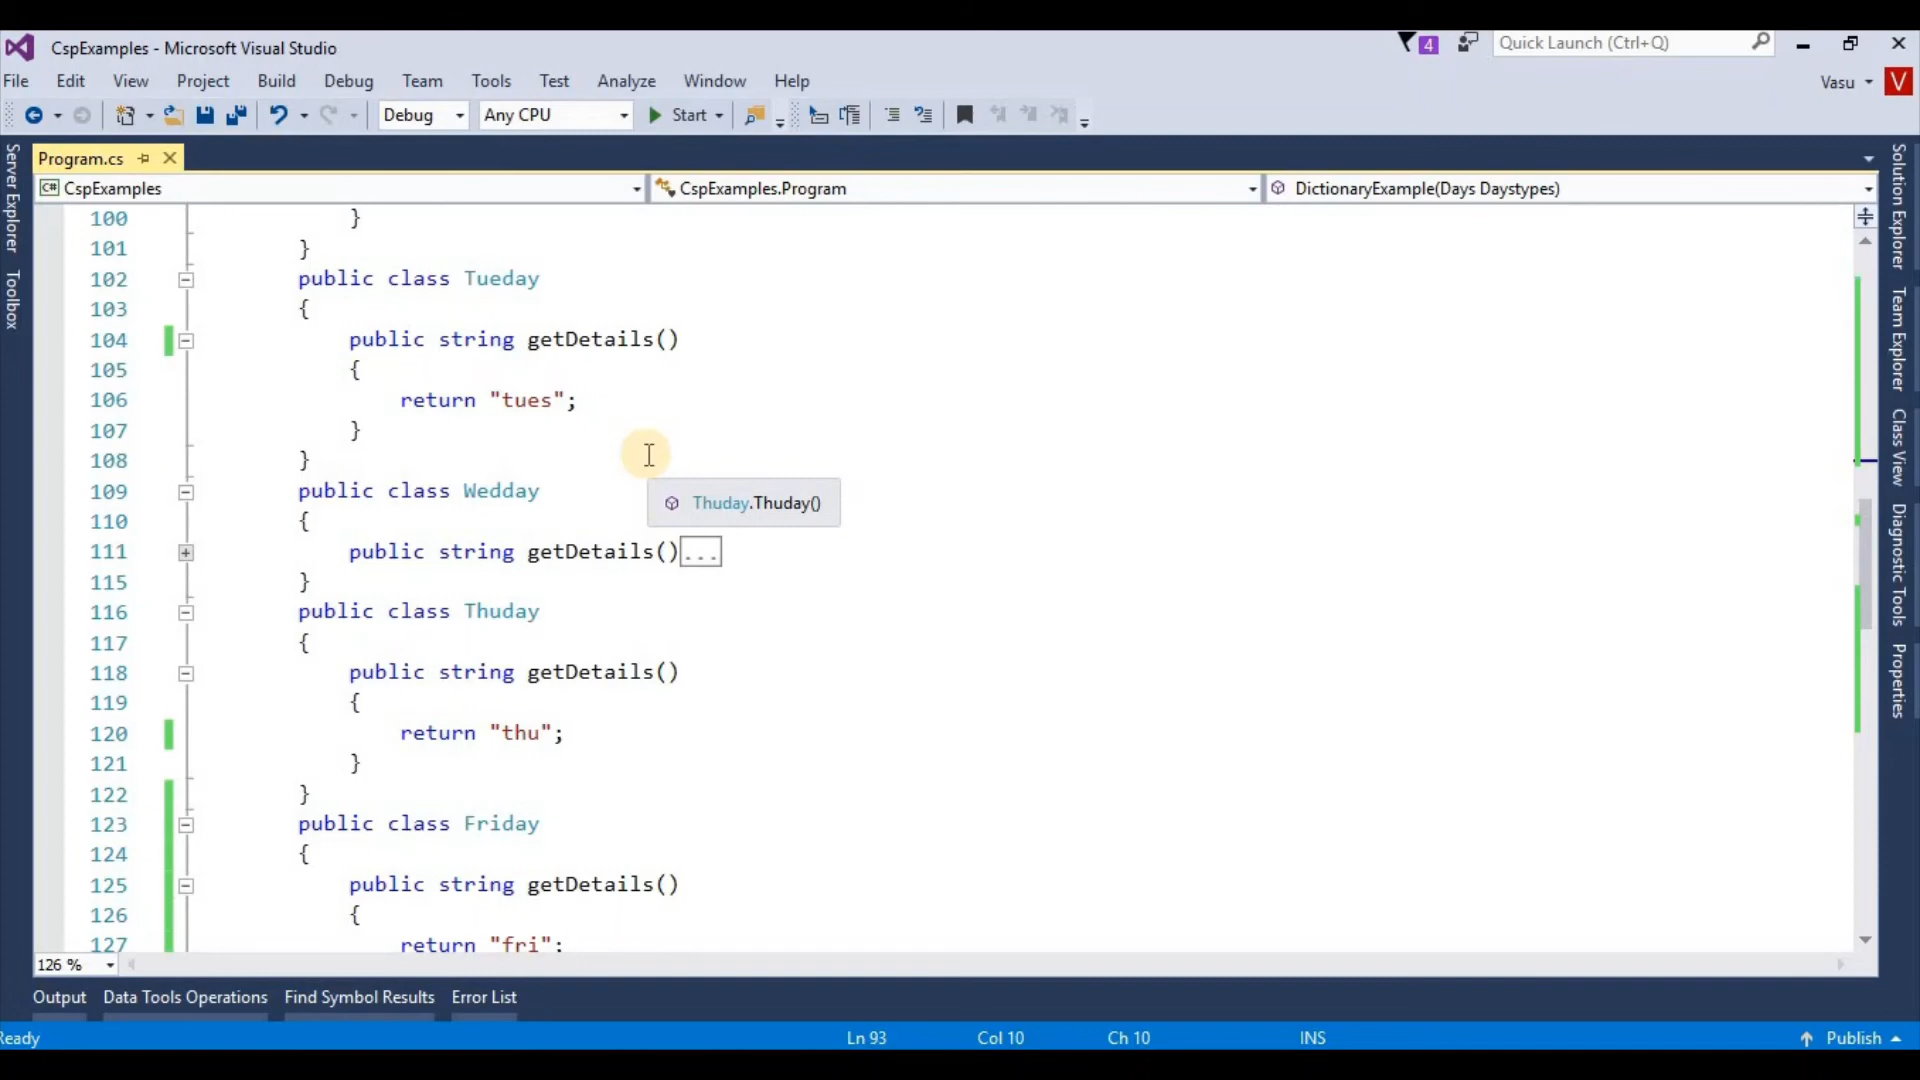 CspExamples - Microsoft Visual Studio
4
Quick Launch (Ctrl+Q)
File Edit View Project Build Debug Team Tools Test Analyze Window Help
Vasu V
Debug Any CPU Start
Program.cs
C# CspExamples CspExamples.Program DictionaryExample(Days Daystypes)
Server Explorer
Toolbox
Solution Explorer
Team Explorer
Class View
Diagnostic Tools
Properties
100 }
101 }
102 public class Tueday
103 {
104 public string getDetails()
105 {
106 return "tues";
107 }
108 }
109 public class Wedday
110 {
Thuday.Thuday()
111 public string getDetails()...
115 }
116 public class Thuday
117 {
118 public string getDetails()
119 {
120 return "thu";
121 }
122 }
123 public class Friday
124 {
125 public string getDetails()
126 {
127 return "fri";
126 %
Output Data Tools Operations Find Symbol Results Error List
Ready Ln 93 Col 10 Ch 10 INS Publish